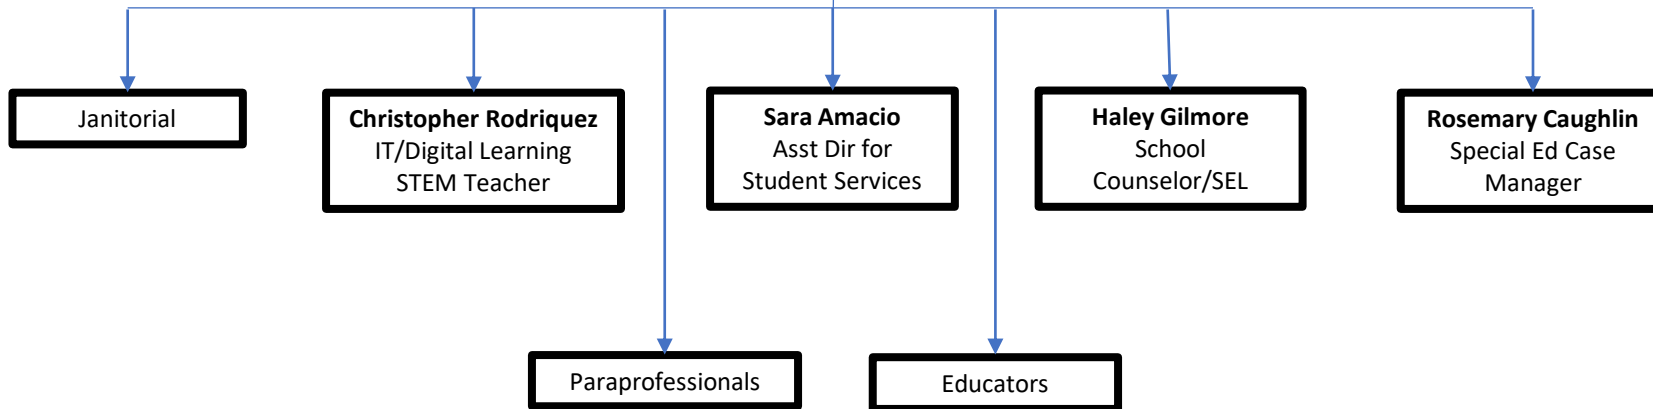 Janitorial
Christopher Rodriquez
IT/Digital Learning
STEM Teacher
Sara Amacio
Asst Dir for
Student Services
Haley Gilmore
School
Counselor/SEL
Rosemary Caughlin
Special Ed Case
Manager
Paraprofessionals
Educators